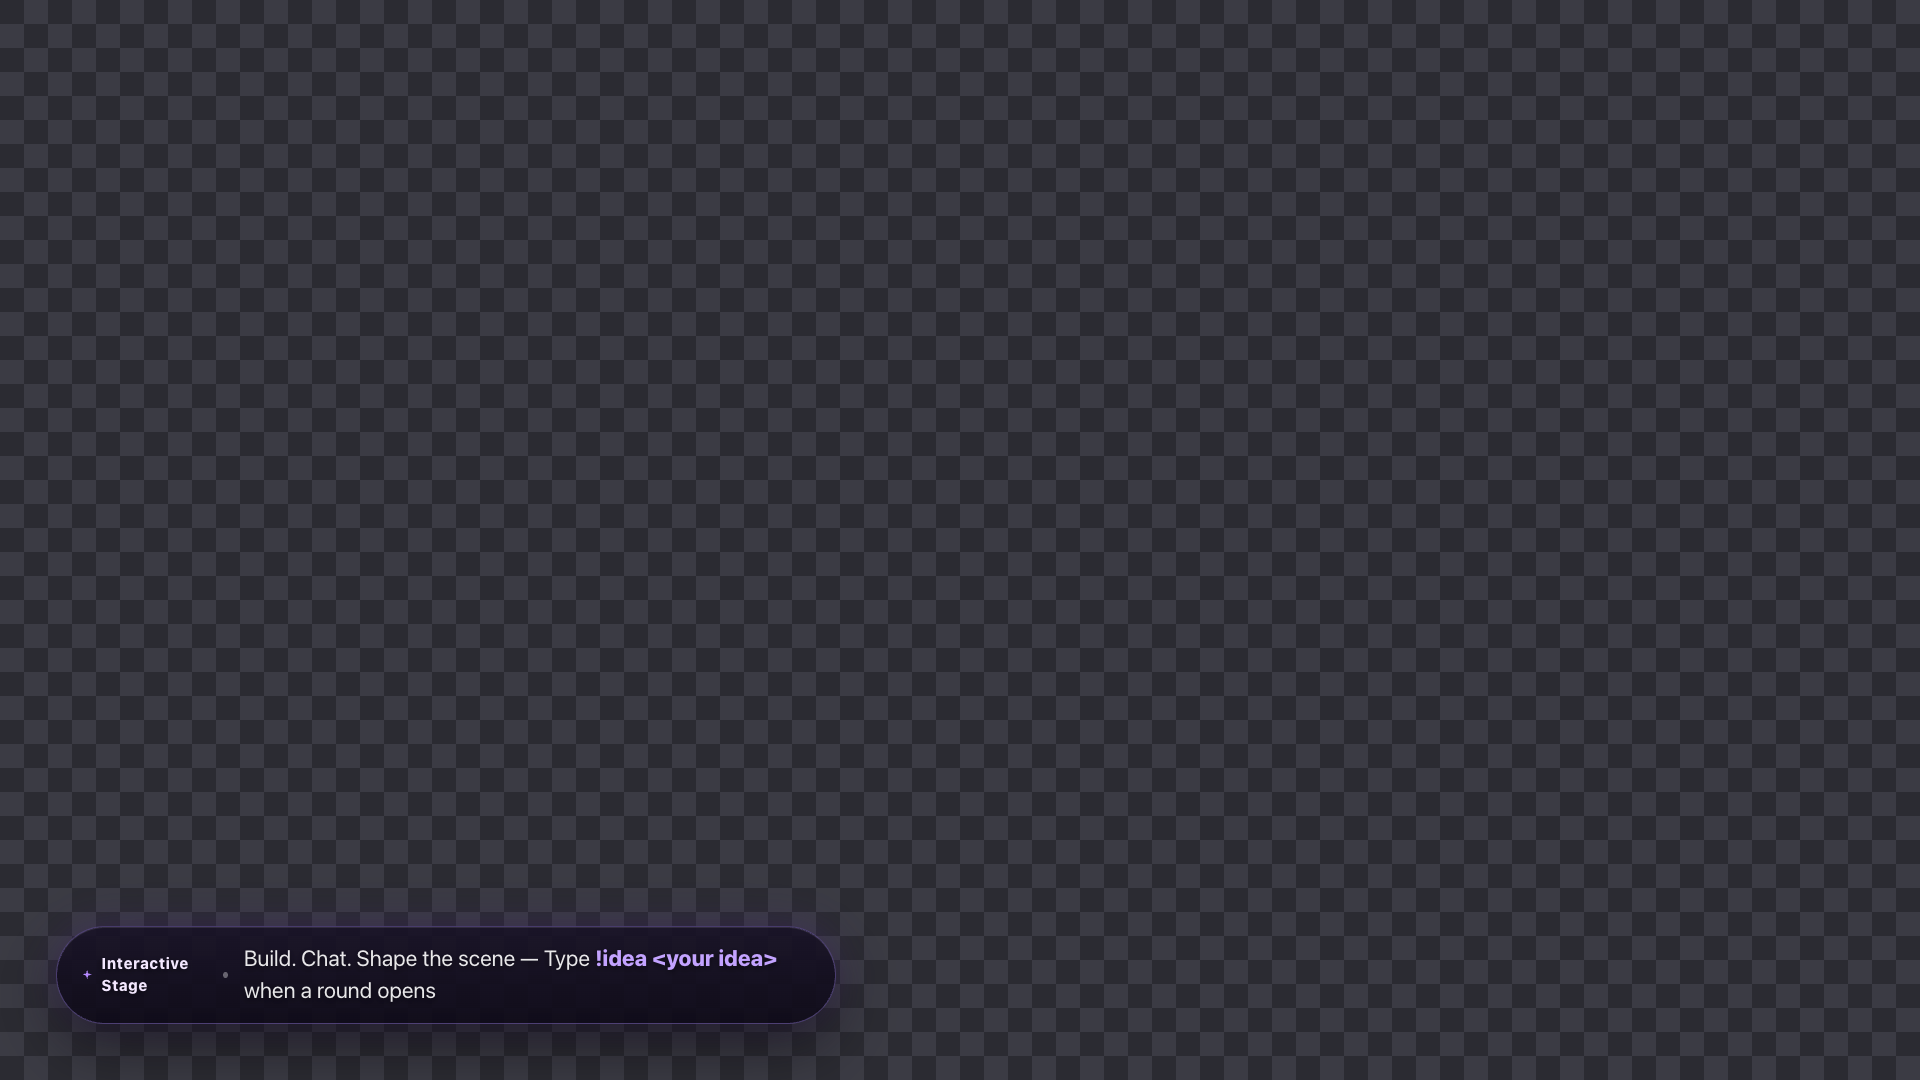 Interactive
Stage
Build. Chat. Shape the scene — Type !idea <your idea>
when a round opens